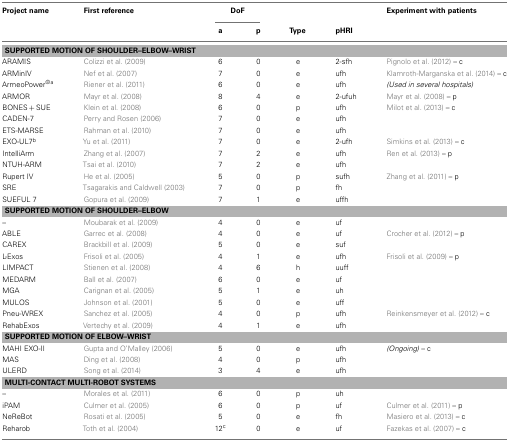 Project name First reference DoF Experiment with patients
a p Type pHRI
SUPPORTED MOTION OF SHOULDER–ELBOW–WRIST
ARAMIS Colizzi et al. (2009) 6 0 e 2-sfh Pignolo et al. (2012) – c
ARMinIV Nef et al. (2007) 7 0 e ufh Klamroth-Marganska et al. (2014) – c
ArmeoPower®a Riener et al. (2011) 6 0 e ufh (Used in several hospitals)
ARMOR Mayr et al. (2008) 8 4 e 2-ufuh Mayr et al. (2008) – p
BONES + SUE Klein et al. (2008) 6 0 p ufh Milot et al. (2013) – c
CADEN-7 Perry and Rosen (2006) 7 0 e ufh
ETS-MARSE Rahman et al. (2010) 7 0 e ufh
EXO-UL7b Yu et al. (2011) 7 0 e 2-ufh Simkins et al. (2013) – c
IntelliArm Zhang et al. (2007) 7 2 e ufh Ren et al. (2013) – p
NTUH-ARM Tsai et al. (2010) 7 2 e ufh
Rupert IV He et al. (2005) 5 0 p sufh Zhang et al. (2011) – p
SRE Tsagarakis and Caldwell (2003) 7 0 p fh
SUEFUL 7 Gopura et al. (2009) 7 1 e uffh
SUPPORTED MOTION OF SHOULDER–ELBOW
– Moubarak et al. (2009) 4 0 e uf
ABLE Garrec et al. (2008) 4 0 e uf Crocher et al. (2012) – p
CAREX Brackbill et al. (2009) 5 0 e suf
L-Exos Frisoli et al. (2005) 4 1 e ufh Frisoli et al. (2009) – p
LIMPACT Stienen et al. (2008) 4 6 h uuff
MEDARM Ball et al. (2007) 6 0 e uf
MGA Carignan et al. (2005) 5 1 e uh
MULOS Johnson et al. (2001) 5 0 e uff
Pneu-WREX Sanchez et al. (2005) 4 0 p ufh Reinkensmeyer et al. (2012) – c
RehabExos Vertechy et al. (2009) 4 1 e ufh
SUPPORTED MOTION OF ELBOW–WRIST
MAHI EXO-II Gupta and O'Malley (2006) 5 0 e ufh (Ongoing) – c
MAS Ding et al. (2008) 4 0 p ufh
ULERD Song et al. (2014) 3 4 e ufh
MULTI-CONTACT MULTI-ROBOT SYSTEMS
– Morales et al. (2011) 6 0 p uh
iPAM Culmer et al. (2005) 6 0 p uf Culmer et al. (2011) – p
NeReBot Rosati et al. (2005) 5 0 e fh Masiero et al. (2013) – c
Reharob Toth et al. (2004) 12c 0 e uf Fazekas et al. (2007) – c